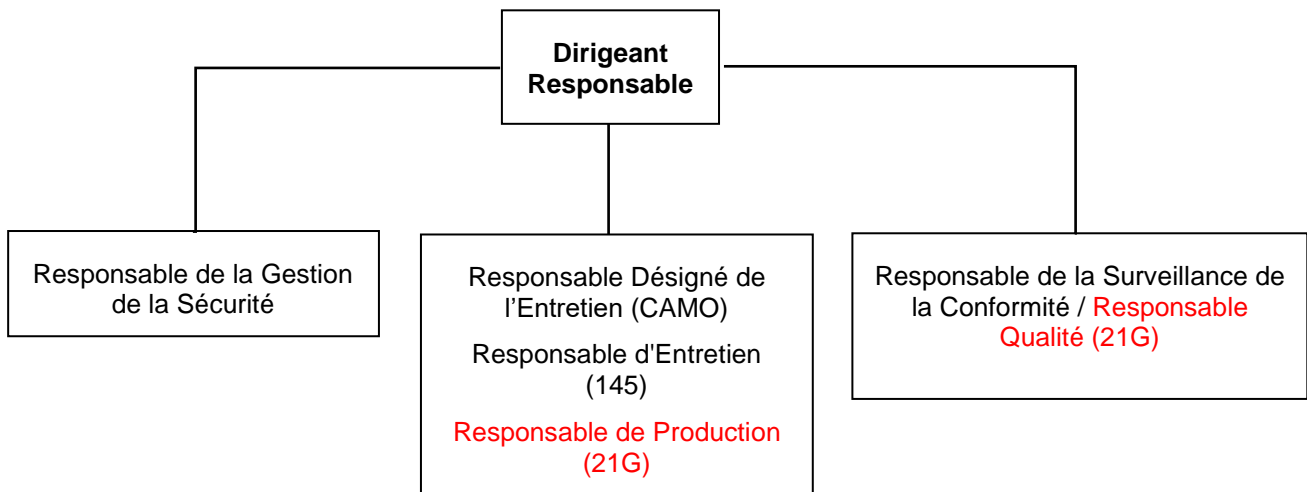 Dirigeant
Responsable
Responsable de la Gestion
de la Sécurité
Responsable Désigné de
l’Entretien (CAMO)
Responsable d'Entretien
(145)
Responsable de Production
(21G)
Responsable de la Surveillance de
la Conformité / Responsable
Qualité (21G)